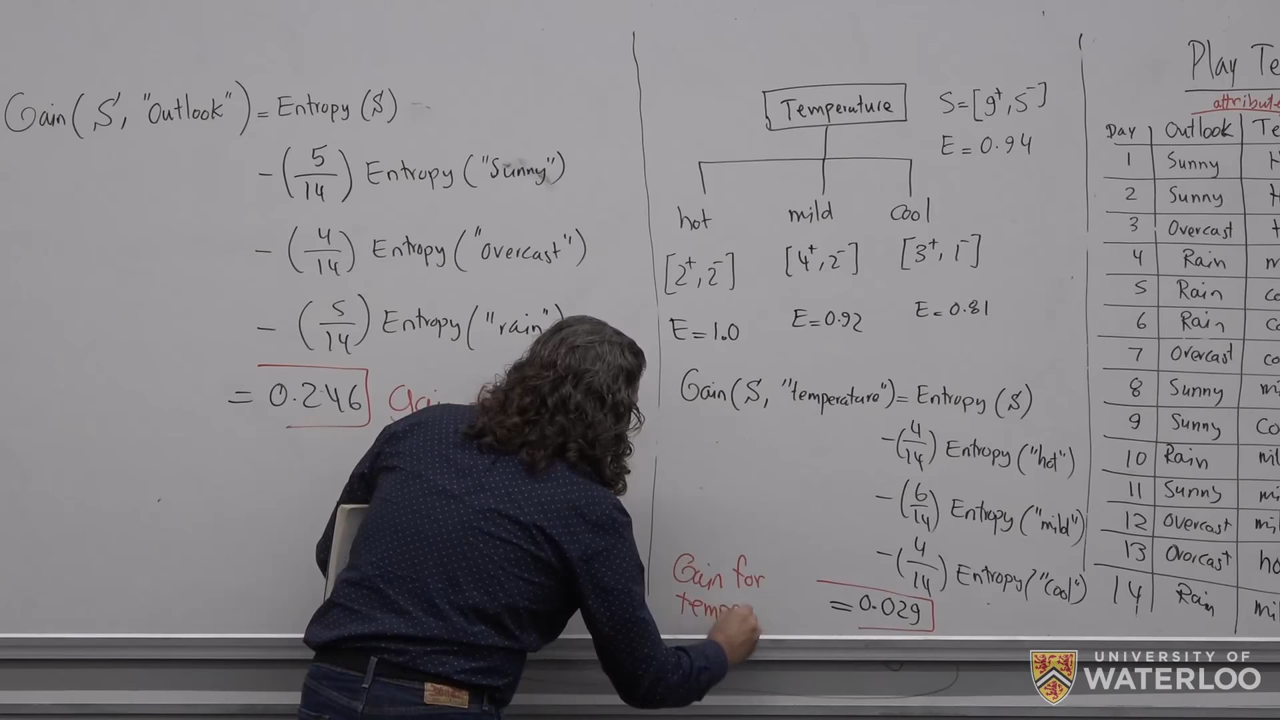 Gain(S, "Outlook") = Entropy(S)
-(5/14) Entropy("Sunny")
-(4/14) Entropy("Overcast")
-(5/14) Entropy("rain")
= 0.246
Temperature
S=[9+, 5-]
E=0.94
hot mild cool
[2+, 2-] [4+, 2-] [3+, 1-]
E=1.0 E=0.92 E=0.81
Gain(S, "temperature") = Entropy(S)
-(4/14) Entropy("hot")
-(6/14) Entropy("mild")
-(4/14) Entropy("Cool")
= 0.029
Gain for
Play
Day Outlook
1 Sunny
2 Sunny
3 Overcast
4 Rain
5 Rain
6 Rain
7 Overcast
8 Sunny
9 Sunny
10 Rain
11 Sunny
12 Overcast
13 Overcast
14 Rain
UNIVERSITY OF
WATERLOO